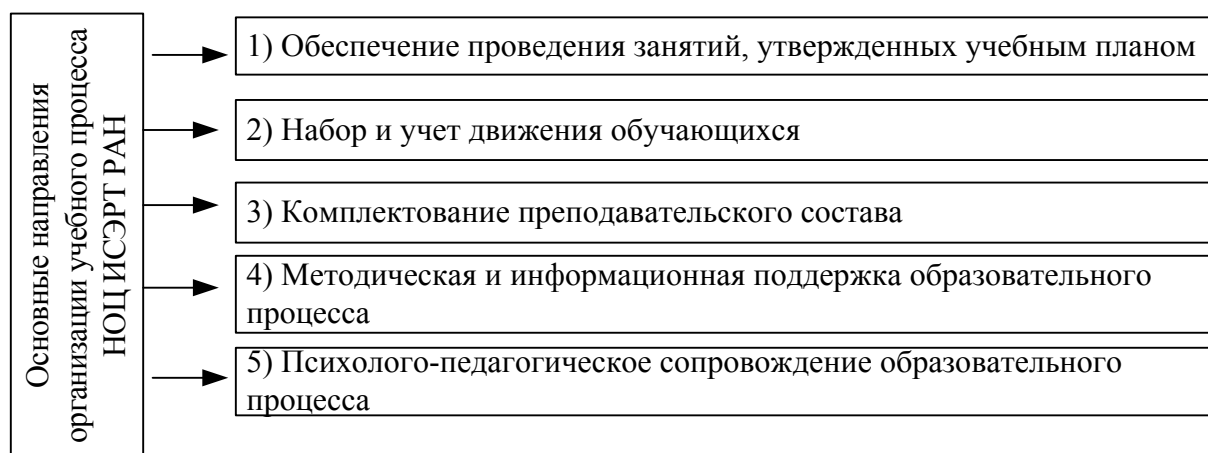 Основные направления
организации учебного процесса
НОЦ ИСЭРТ РАН
1) Обеспечение проведения занятий, утвержденных учебным планом
2) Набор и учет движения обучающихся
3) Комплектование преподавательского состава
4) Методическая и информационная поддержка образовательного
процесса
5) Психолого-педагогическое сопровождение образовательного
процесса